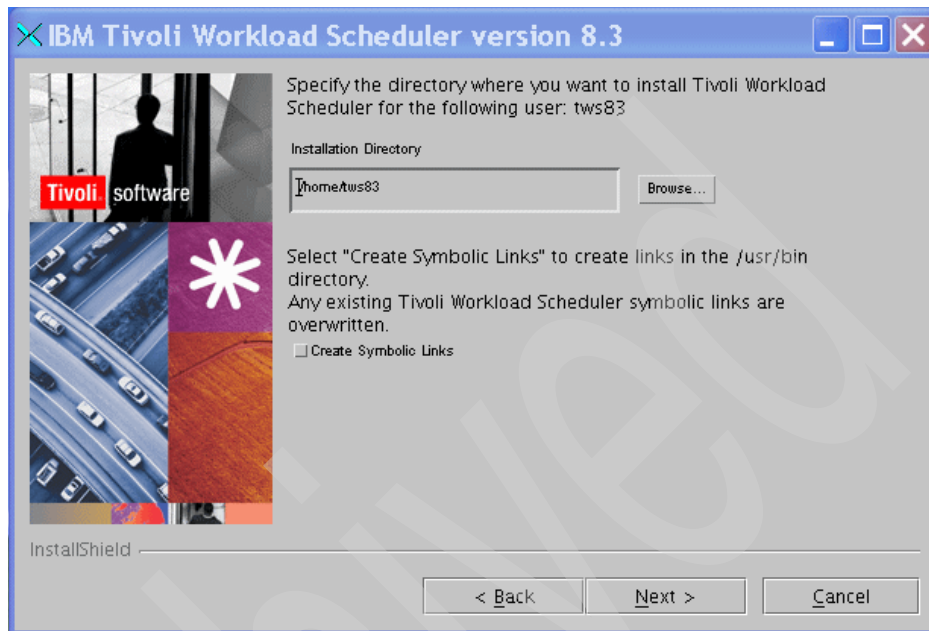 IBM Tivoli Workload Scheduler version 8.3
Specify the directory where you want to install Tivoli Workload
Scheduler for the following user: tws83
Installation Directory
/home/tws83
Browse...
Tivoli. software
Select "Create Symbolic Links" to create links in the /usr/bin
directory.
Any existing Tivoli Workload Scheduler symbolic links are
overwritten.
Create Symbolic Links
InstallShield
< Back
Next >
Cancel